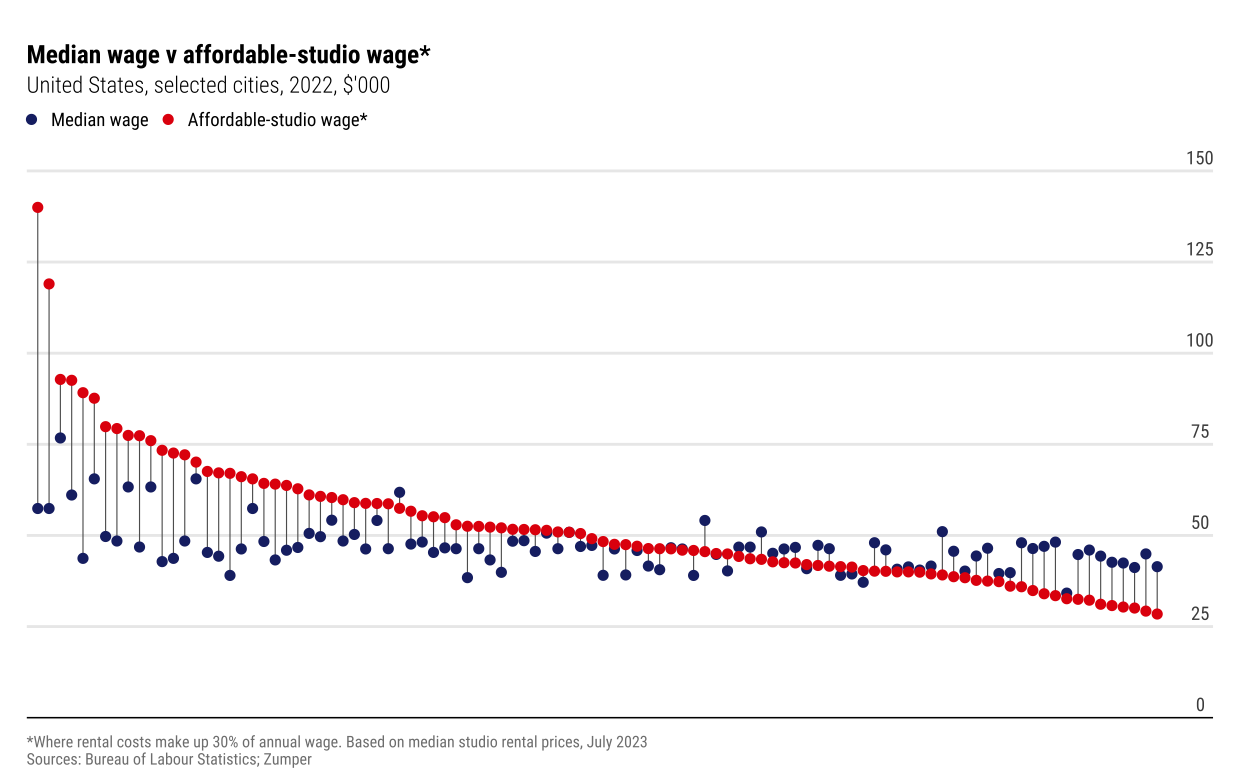 Median wage v affordable-studio wage*
United States, selected cities, 2022, $'000
Median wage Affordable-studio wage*
150
125
100
75
50
25
0
*Where rental costs make up 30% of annual wage. Based on median studio rental prices, July 2023
Sources: Bureau of Labour Statistics; Zumper